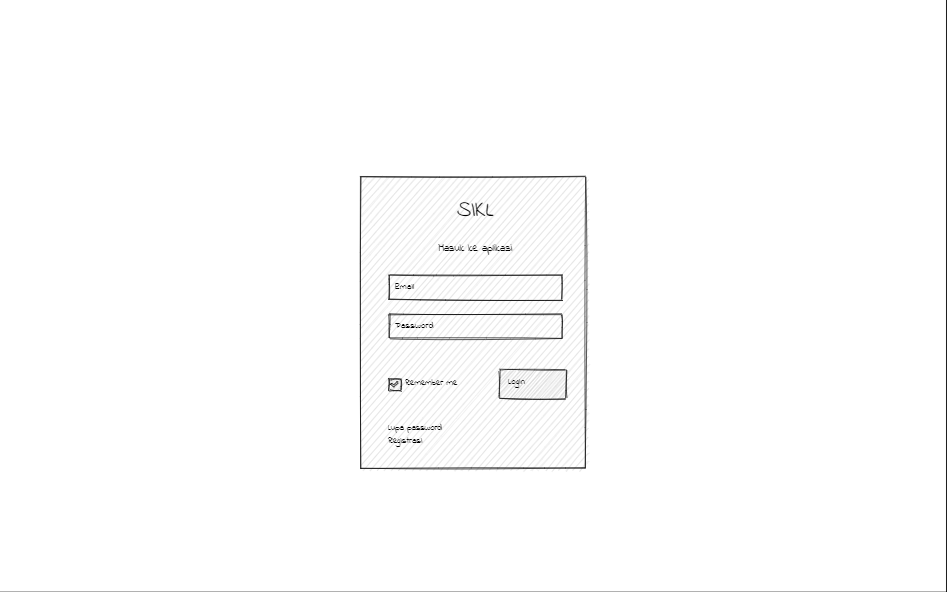 SIKL
Masuk ke aplikasi
Email
Password
Remember me
Login
Lupa password
Registrasi